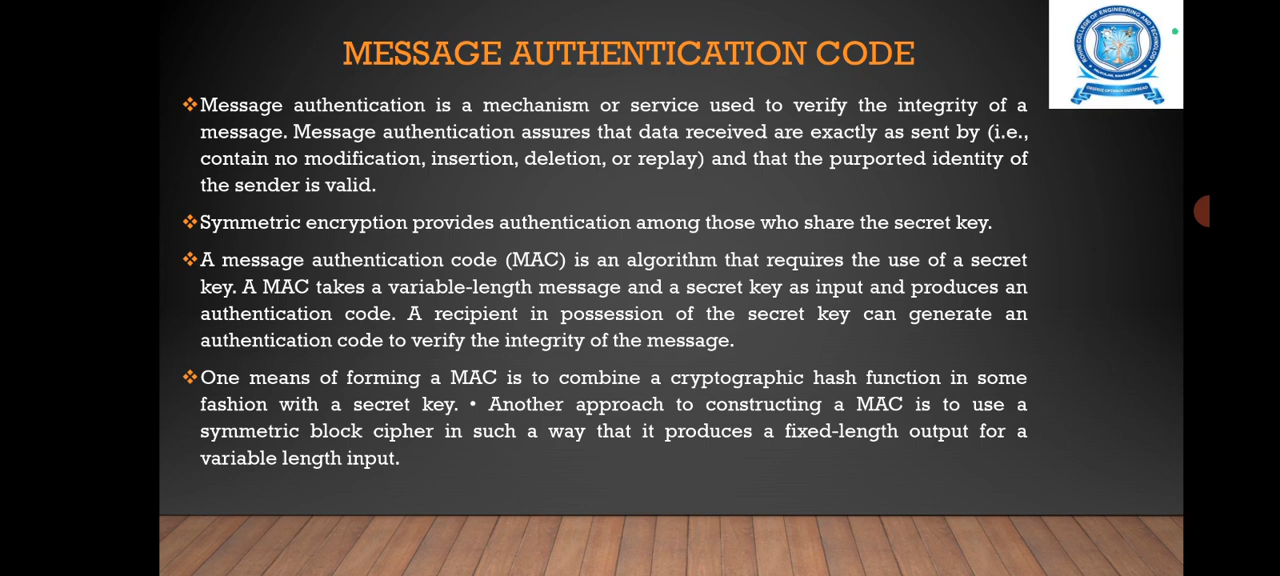 MESSAGE AUTHENTICATION CODE
ROHINI COLLEGE OF ENGINEERING AND TECHNOLOGY
❖Message authentication is a mechanism or service used to verify the integrity of a
message. Message authentication assures that data received are exactly as sent by (i.e.,
contain no modification, insertion, deletion, or replay) and that the purported identity of
the sender is valid.
❖Symmetric encryption provides authentication among those who share the secret key.
❖A message authentication code (MAC) is an algorithm that requires the use of a secret
key. A MAC takes a variable-length message and a secret key as input and produces an
authentication code. A recipient in possession of the secret key can generate an
authentication code to verify the integrity of the message.
❖One means of forming a MAC is to combine a cryptographic hash function in some
fashion with a secret key. • Another approach to constructing a MAC is to use a
symmetric block cipher in such a way that it produces a fixed-length output for a
variable length input.